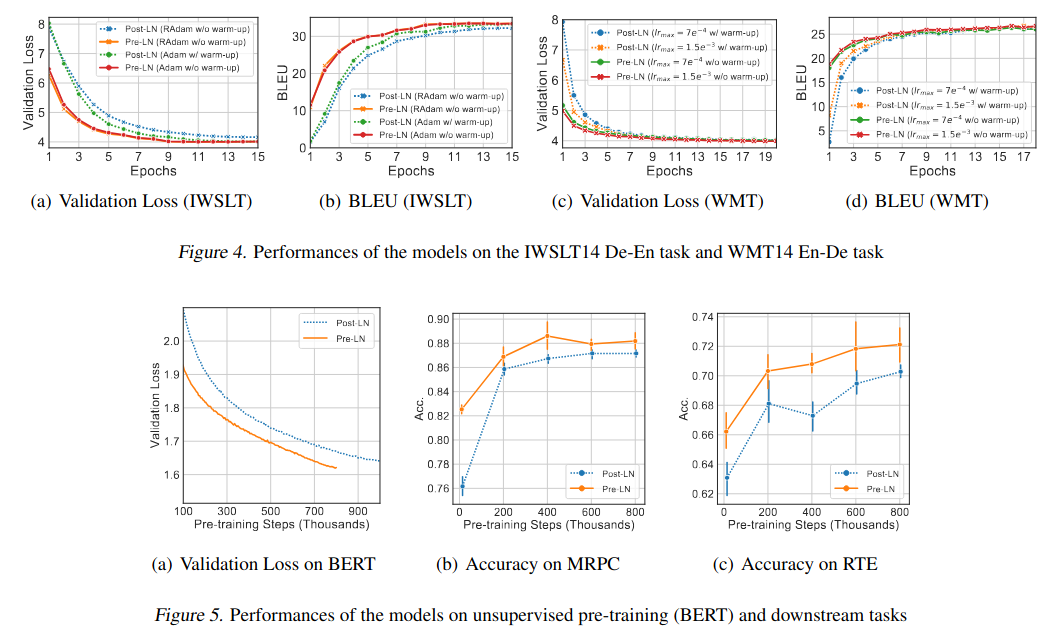 Validation Loss
8
7
6
5
4
1 3 5 7 9 11 13 15
Epochs
Post-LN (RAdam w/o warm-up)
Pre-LN (RAdam w/o warm-up)
Post-LN (Adam w/o warm-up)
Pre-LN (Adam w/o warm-up)
(a) Validation Loss (IWSLT)
BLEU
30
20
10
0
1 3 5 7 9 11 13 15
Epochs
Post-LN (RAdam w/o warm-up)
Pre-LN (RAdam w/o warm-up)
Post-LN (Adam w/o warm-up)
Pre-LN (Adam w/o warm-up)
(b) BLEU (IWSLT)
Validation Loss
8
7
6
5
4
1 3 5 7 9 11 13 15 17 19
Epochs
Post-LN (lr_max = 7e⁻⁴ w/ warm-up)
Post-LN (lr_max = 1.5e⁻³ w/ warm-up)
Pre-LN (lr_max = 7e⁻⁴ w/o warm-up)
Pre-LN (lr_max = 1.5e⁻³ w/o warm-up)
(c) Validation Loss (WMT)
BLEU
25
20
15
10
5
1 3 5 7 9 11 13 15 17
Epochs
Post-LN (lr_max = 7e⁻⁴ w/ warm-up)
Post-LN (lr_max = 1.5e⁻³ w/ warm-up)
Pre-LN (lr_max = 7e⁻⁴ w/o warm-up)
Pre-LN (lr_max = 1.5e⁻³ w/o warm-up)
(d) BLEU (WMT)
Figure 4. Performances of the models on the IWSLT14 De-En task and WMT14 En-De task
Validation Loss
2.0
1.9
1.8
1.7
1.6
100 300 500 700 900
Pre-training Steps (Thousands)
Post-LN
Pre-LN
(a) Validation Loss on BERT
Acc.
0.90
0.88
0.86
0.84
0.82
0.80
0.78
0.76
0 200 400 600 800
Pre-training Steps (Thousands)
Post-LN
Pre-LN
(b) Accuracy on MRPC
Acc.
0.74
0.72
0.70
0.68
0.66
0.64
0.62
0 200 400 600 800
Pre-training Steps (Thousands)
Post-LN
Pre-LN
(c) Accuracy on RTE
Figure 5. Performances of the models on unsupervised pre-training (BERT) and downstream tasks